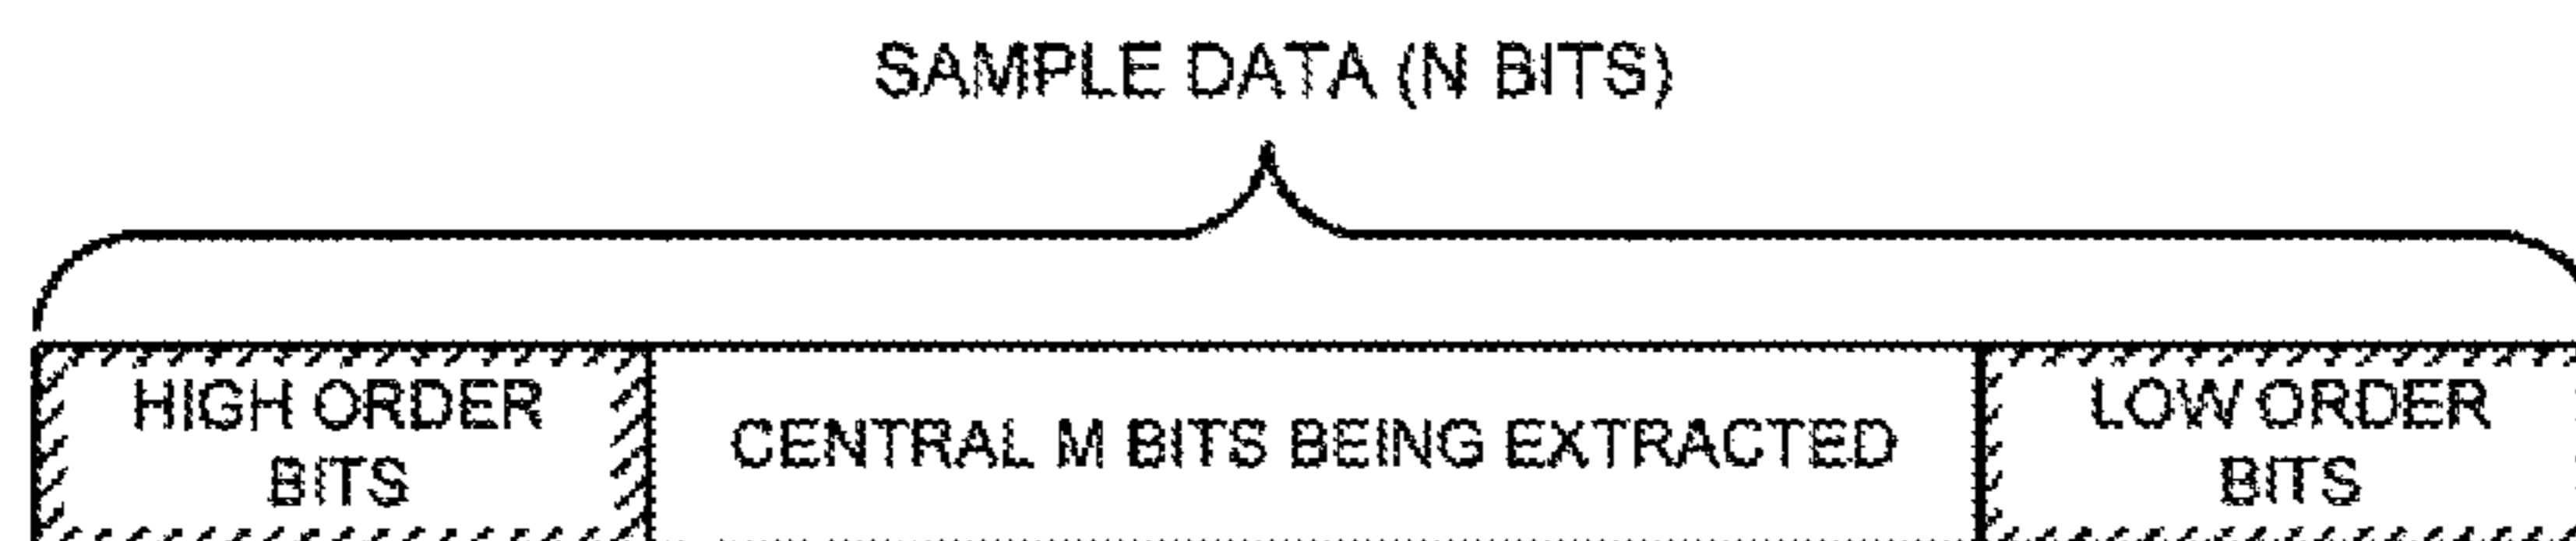 SAMPLE DATA (N BITS)
HIGH ORDER
BITS
CENTRAL M BITS BEING EXTRACTED
LOW ORDER
BITS